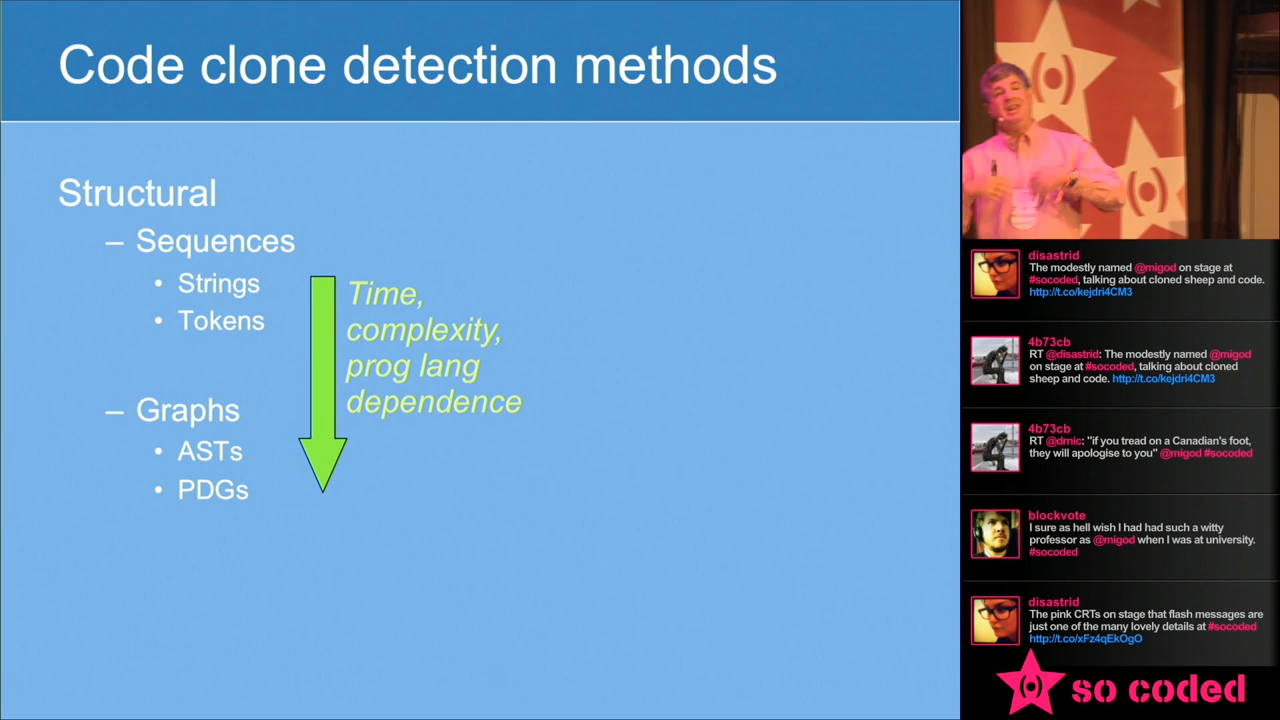 Code clone detection methods
Structural
– Sequences
• Strings
• Tokens
Time,
complexity,
prog lang
dependence
– Graphs
• ASTs
• PDGs
disastrid
The modestly named @migod on stage at
#socoded, talking about cloned sheep and code.
http://t.co/kejdri4CM3
4b73cb
RT @disastrid: The modestly named @migod
on stage at #socoded, talking about cloned
sheep and code. http://t.co/kejdri4CM3
4b73cb
RT @drnic: "if you tread on a Canadian's foot,
they will apologise to you" @migod #socoded
blockvote
I sure as hell wish I had had such a witty
professor as @migod when I was at university.
#socoded
disastrid
The pink CRTs on stage that flash messages are
just one of the many lovely details at #socoded
http://t.co/xFz4qEkOgO
so coded